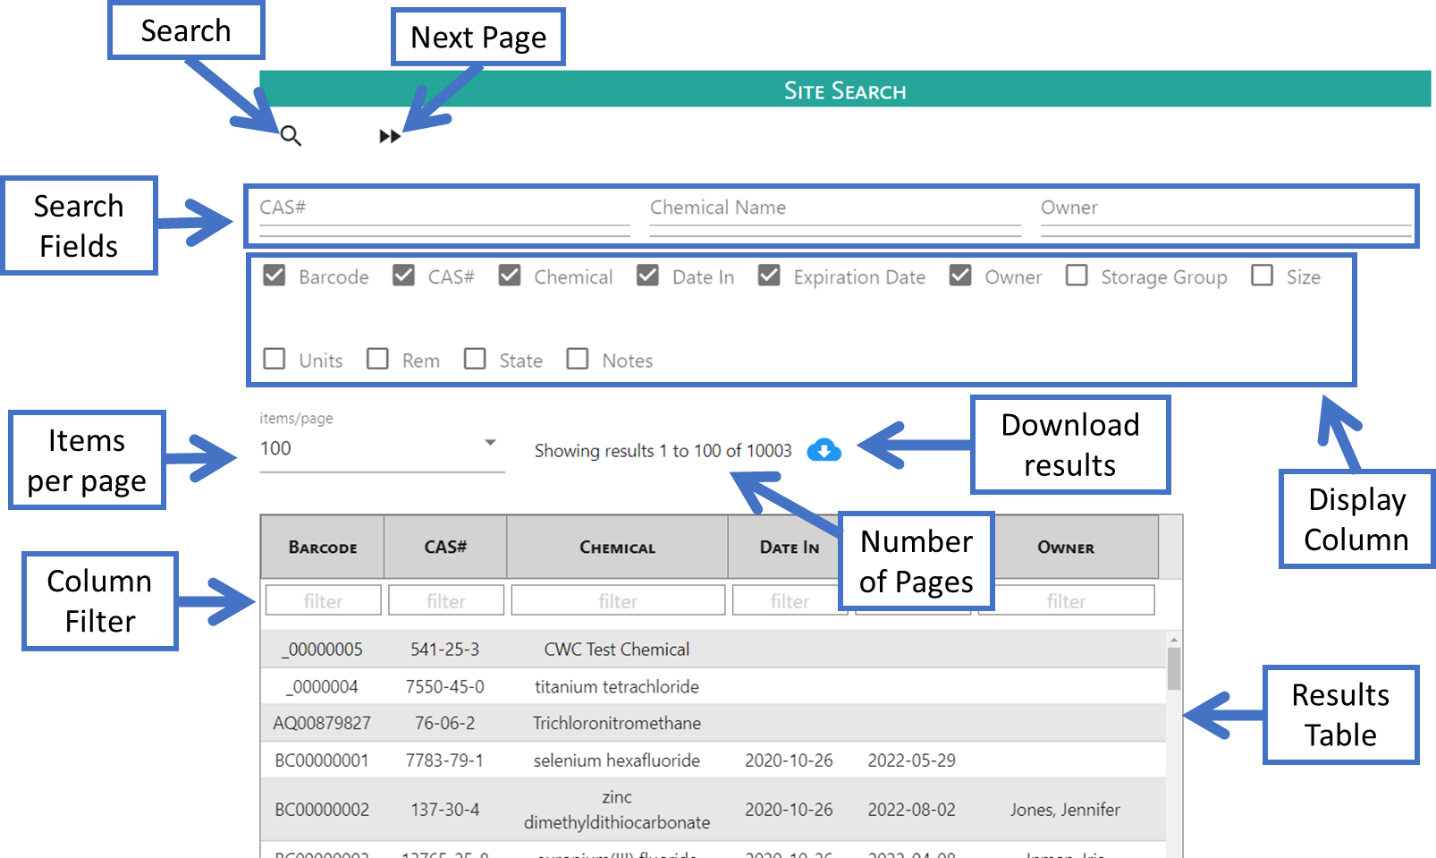 Search
Next Page
Site Search
Search
Fields
CAS#
Chemical Name
Owner
Barcode
CAS#
Chemical
Date In
Expiration Date
Owner
Storage Group
Size
Units
Rem
State
Notes
Items
per page
items/page
100
Showing results 1 to 100 of 10003
Download
results
Display
Column
Number
of Pages
Column
Filter
Barcode
CAS#
Chemical
Date In
Owner
filter
filter
filter
filter
filter
_00000005 541-25-3 CWC Test Chemical
_0000004 7550-45-0 titanium tetrachloride
AQ00879827 76-06-2 Trichloronitromethane
BC00000001 7783-79-1 selenium hexafluoride 2020-10-26 2022-05-29
BC00000002 137-30-4 zinc
dimethyldithiocarbonate 2020-10-26 2022-08-02 Jones, Jennifer
Results
Table